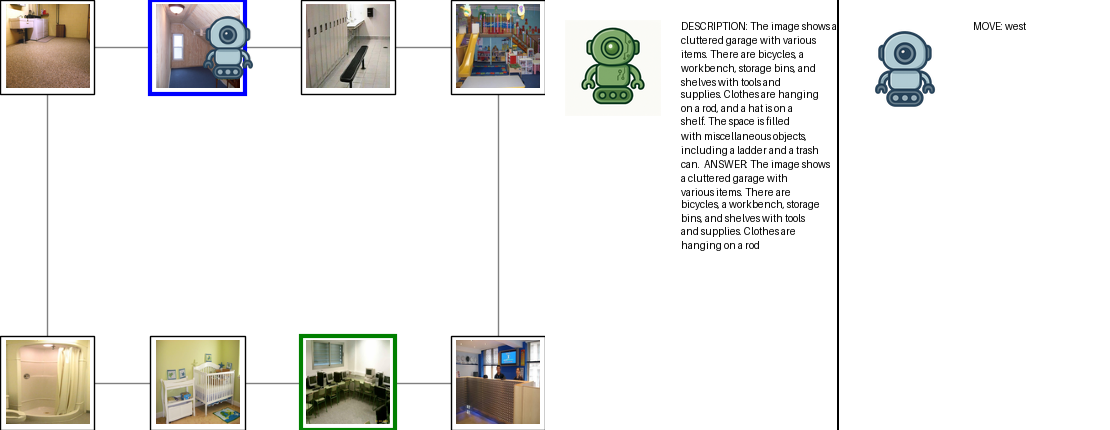 DESCRIPTION: The image shows a
cluttered garage with various
items. There are bicycles, a
workbench, storage bins, and
shelves with tools and
supplies. Clothes are hanging
on a rod, and a hat is on a
shelf. The space is filled
with miscellaneous objects,
including a ladder and a trash
can. ANSWER: The image shows
a cluttered garage with
various items. There are
bicycles, a workbench, storage
bins, and shelves with tools
and supplies. Clothes are
hanging on a rod
MOVE: west